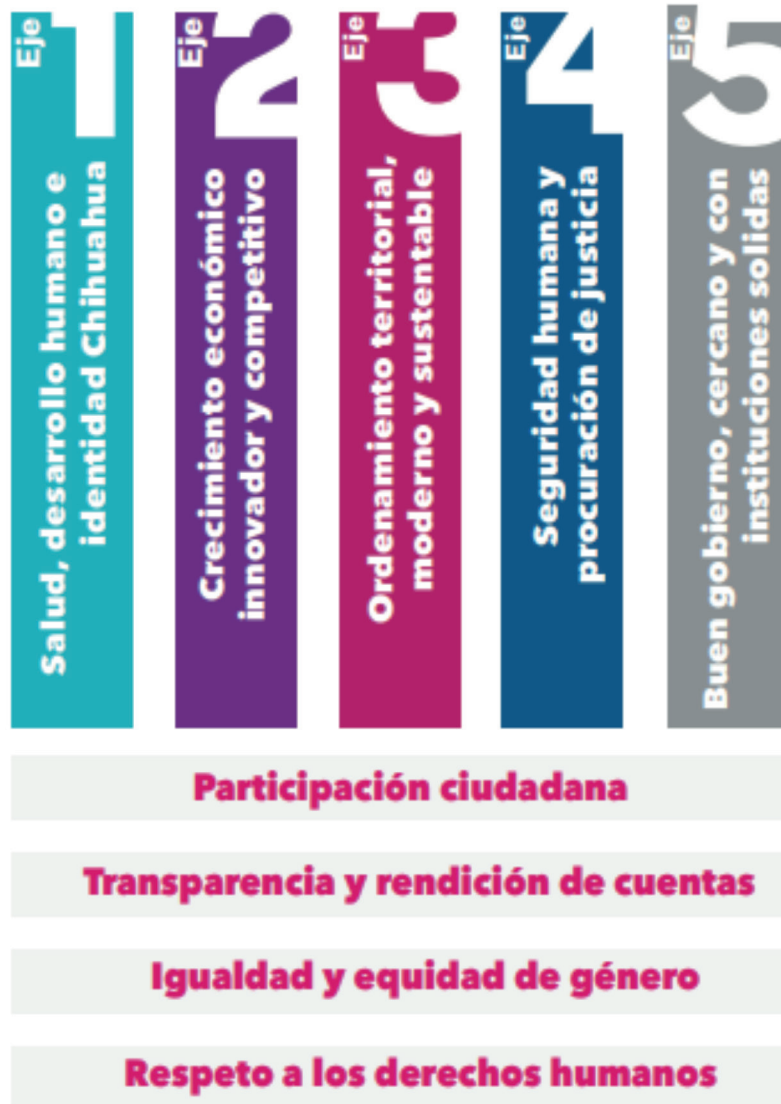 Eje 1
Salud, desarrollo humano e
identidad Chihuahua
Eje 2
Crecimiento económico
innovador y competitivo
Eje 3
Ordenamiento territorial,
moderno y sustentable
Eje 4
Seguridad humana y
procuración de justicia
Eje 5
Buen gobierno, cercano y con
instituciones solidas
Participación ciudadana
Transparencia y rendición de cuentas
Igualdad y equidad de género
Respeto a los derechos humanos